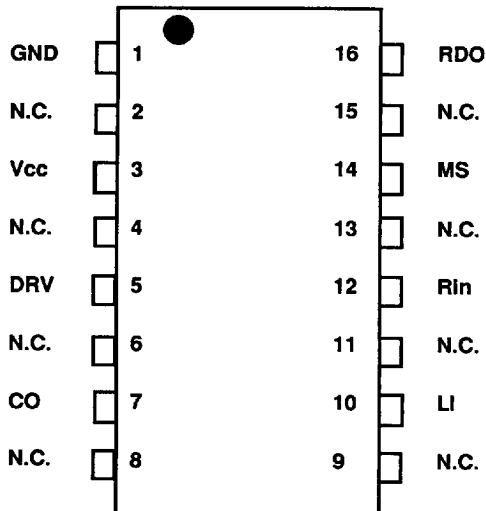 GND 1 16 RDO
N.C. 2 15 N.C.
Vcc 3 14 MS
N.C. 4 13 N.C.
DRV 5 12 Rin
N.C. 6 11 N.C.
CO 7 10 LI
N.C. 8 9 N.C.